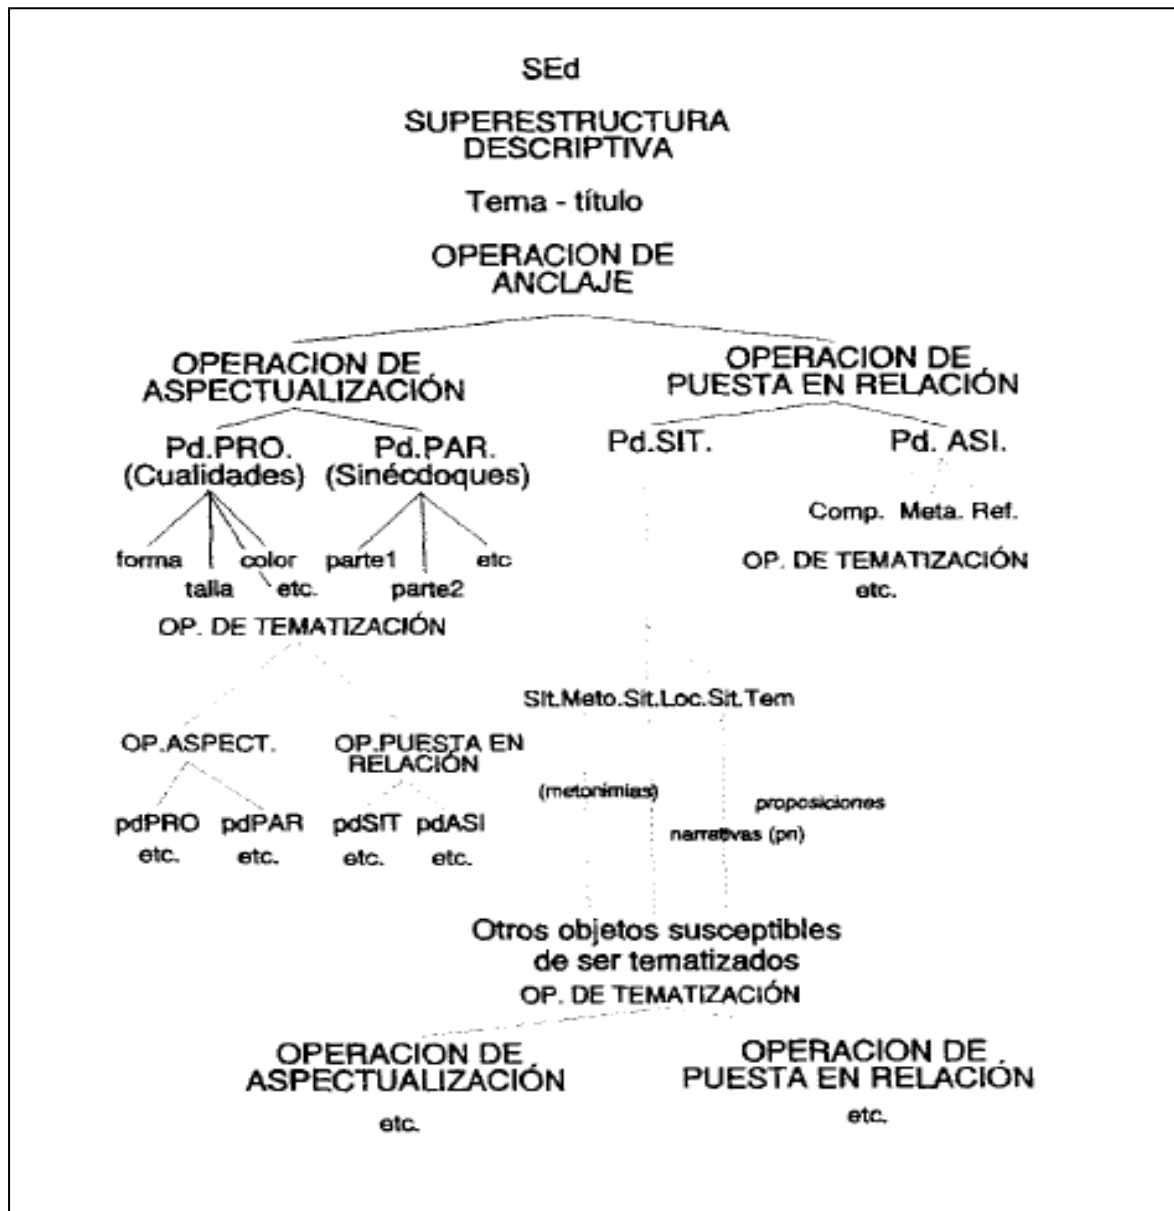 SEd
SUPERESTRUCTURA
DESCRIPTIVA
Tema - título
OPERACION DE
ANCLAJE
OPERACION DE
ASPECTUALIZACIÓN
OPERACION DE
PUESTA EN RELACIÓN
Pd.PRO.
(Cualidades)
Pd.PAR.
(Sinécdoques)
Pd.SIT.
Pd. ASI.
Comp. Meta. Ref.
OP. DE TEMATIZACIÓN
etc.
forma
talla
color
etc.
parte1
parte2
etc
OP. DE TEMATIZACIÓN
Sit.Meto.Sit.Loc.Sit.Tem
OP.ASPECT.
OP.PUESTA EN
RELACIÓN
(metonimias)
proposiciones
narrativas (pn)
pdPRO
etc.
pdPAR
etc.
pdSIT
etc.
pdASI
etc.
Otros objetos susceptibles
de ser tematizados
OP. DE TEMATIZACIÓN
OPERACION DE
ASPECTUALIZACIÓN
etc.
OPERACION DE
PUESTA EN RELACIÓN
etc.